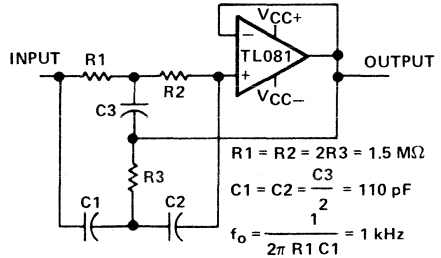 VCC+
−
TL081
+
VCC−
INPUT
R1
R2
OUTPUT
C3
R3
C1
C2
R1 = R2 = 2R3 = 1.5 MΩ
C1 = C2 = C3/2 = 110 pF
fo = 1/2π R1 C1 = 1 kHz